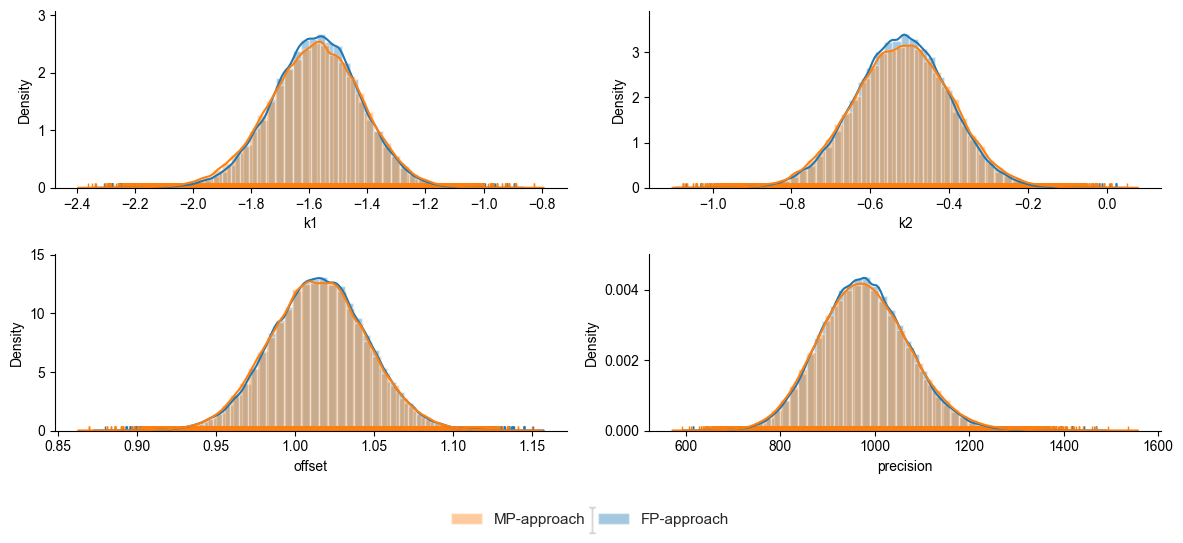 3
2
1
0
Density
−2.4 −2.2 −2.0 −1.8 −1.6 −1.4 −1.2 −1.0 −0.8
k1
3
2
1
0
Density
−1.0 −0.8 −0.6 −0.4 −0.2 0.0
k2
15
10
5
0
Density
0.85 0.90 0.95 1.00 1.05 1.10 1.15
offset
0.004
0.002
0.000
Density
600 800 1000 1200 1400 1600
precision
MP-approach FP-approach